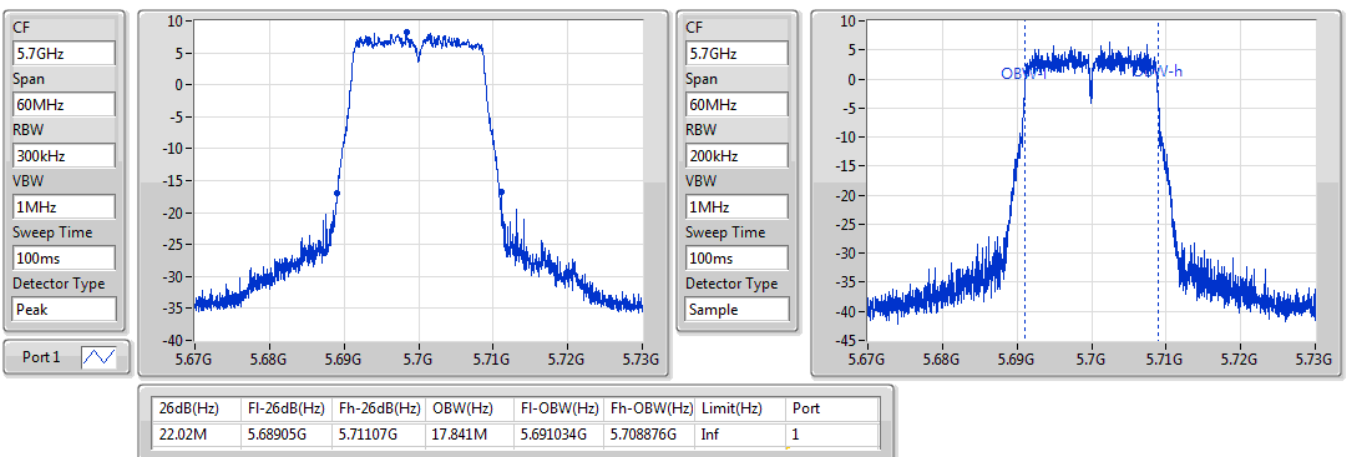 CF
5.7GHz
Span
60MHz
RBW
300kHz
VBW
1MHz
Sweep Time
100ms
Detector Type
Peak
Port 1
10
5
0
-5
-10
-15
-20
-25
-30
-35
-40
5.67G 5.68G 5.69G 5.7G 5.71G 5.72G 5.73G
CF
5.7GHz
Span
60MHz
RBW
200kHz
VBW
1MHz
Sweep Time
100ms
Detector Type
Sample
10
5
0
-5
-10
-15
-20
-25
-30
-35
-40
-45
OBW-l OBW-h
5.67G 5.68G 5.69G 5.7G 5.71G 5.72G 5.73G
26dB(Hz) Fl-26dB(Hz) Fh-26dB(Hz) OBW(Hz) Fl-OBW(Hz) Fh-OBW(Hz) Limit(Hz) Port
22.02M 5.68905G 5.71107G 17.841M 5.691034G 5.708876G Inf 1